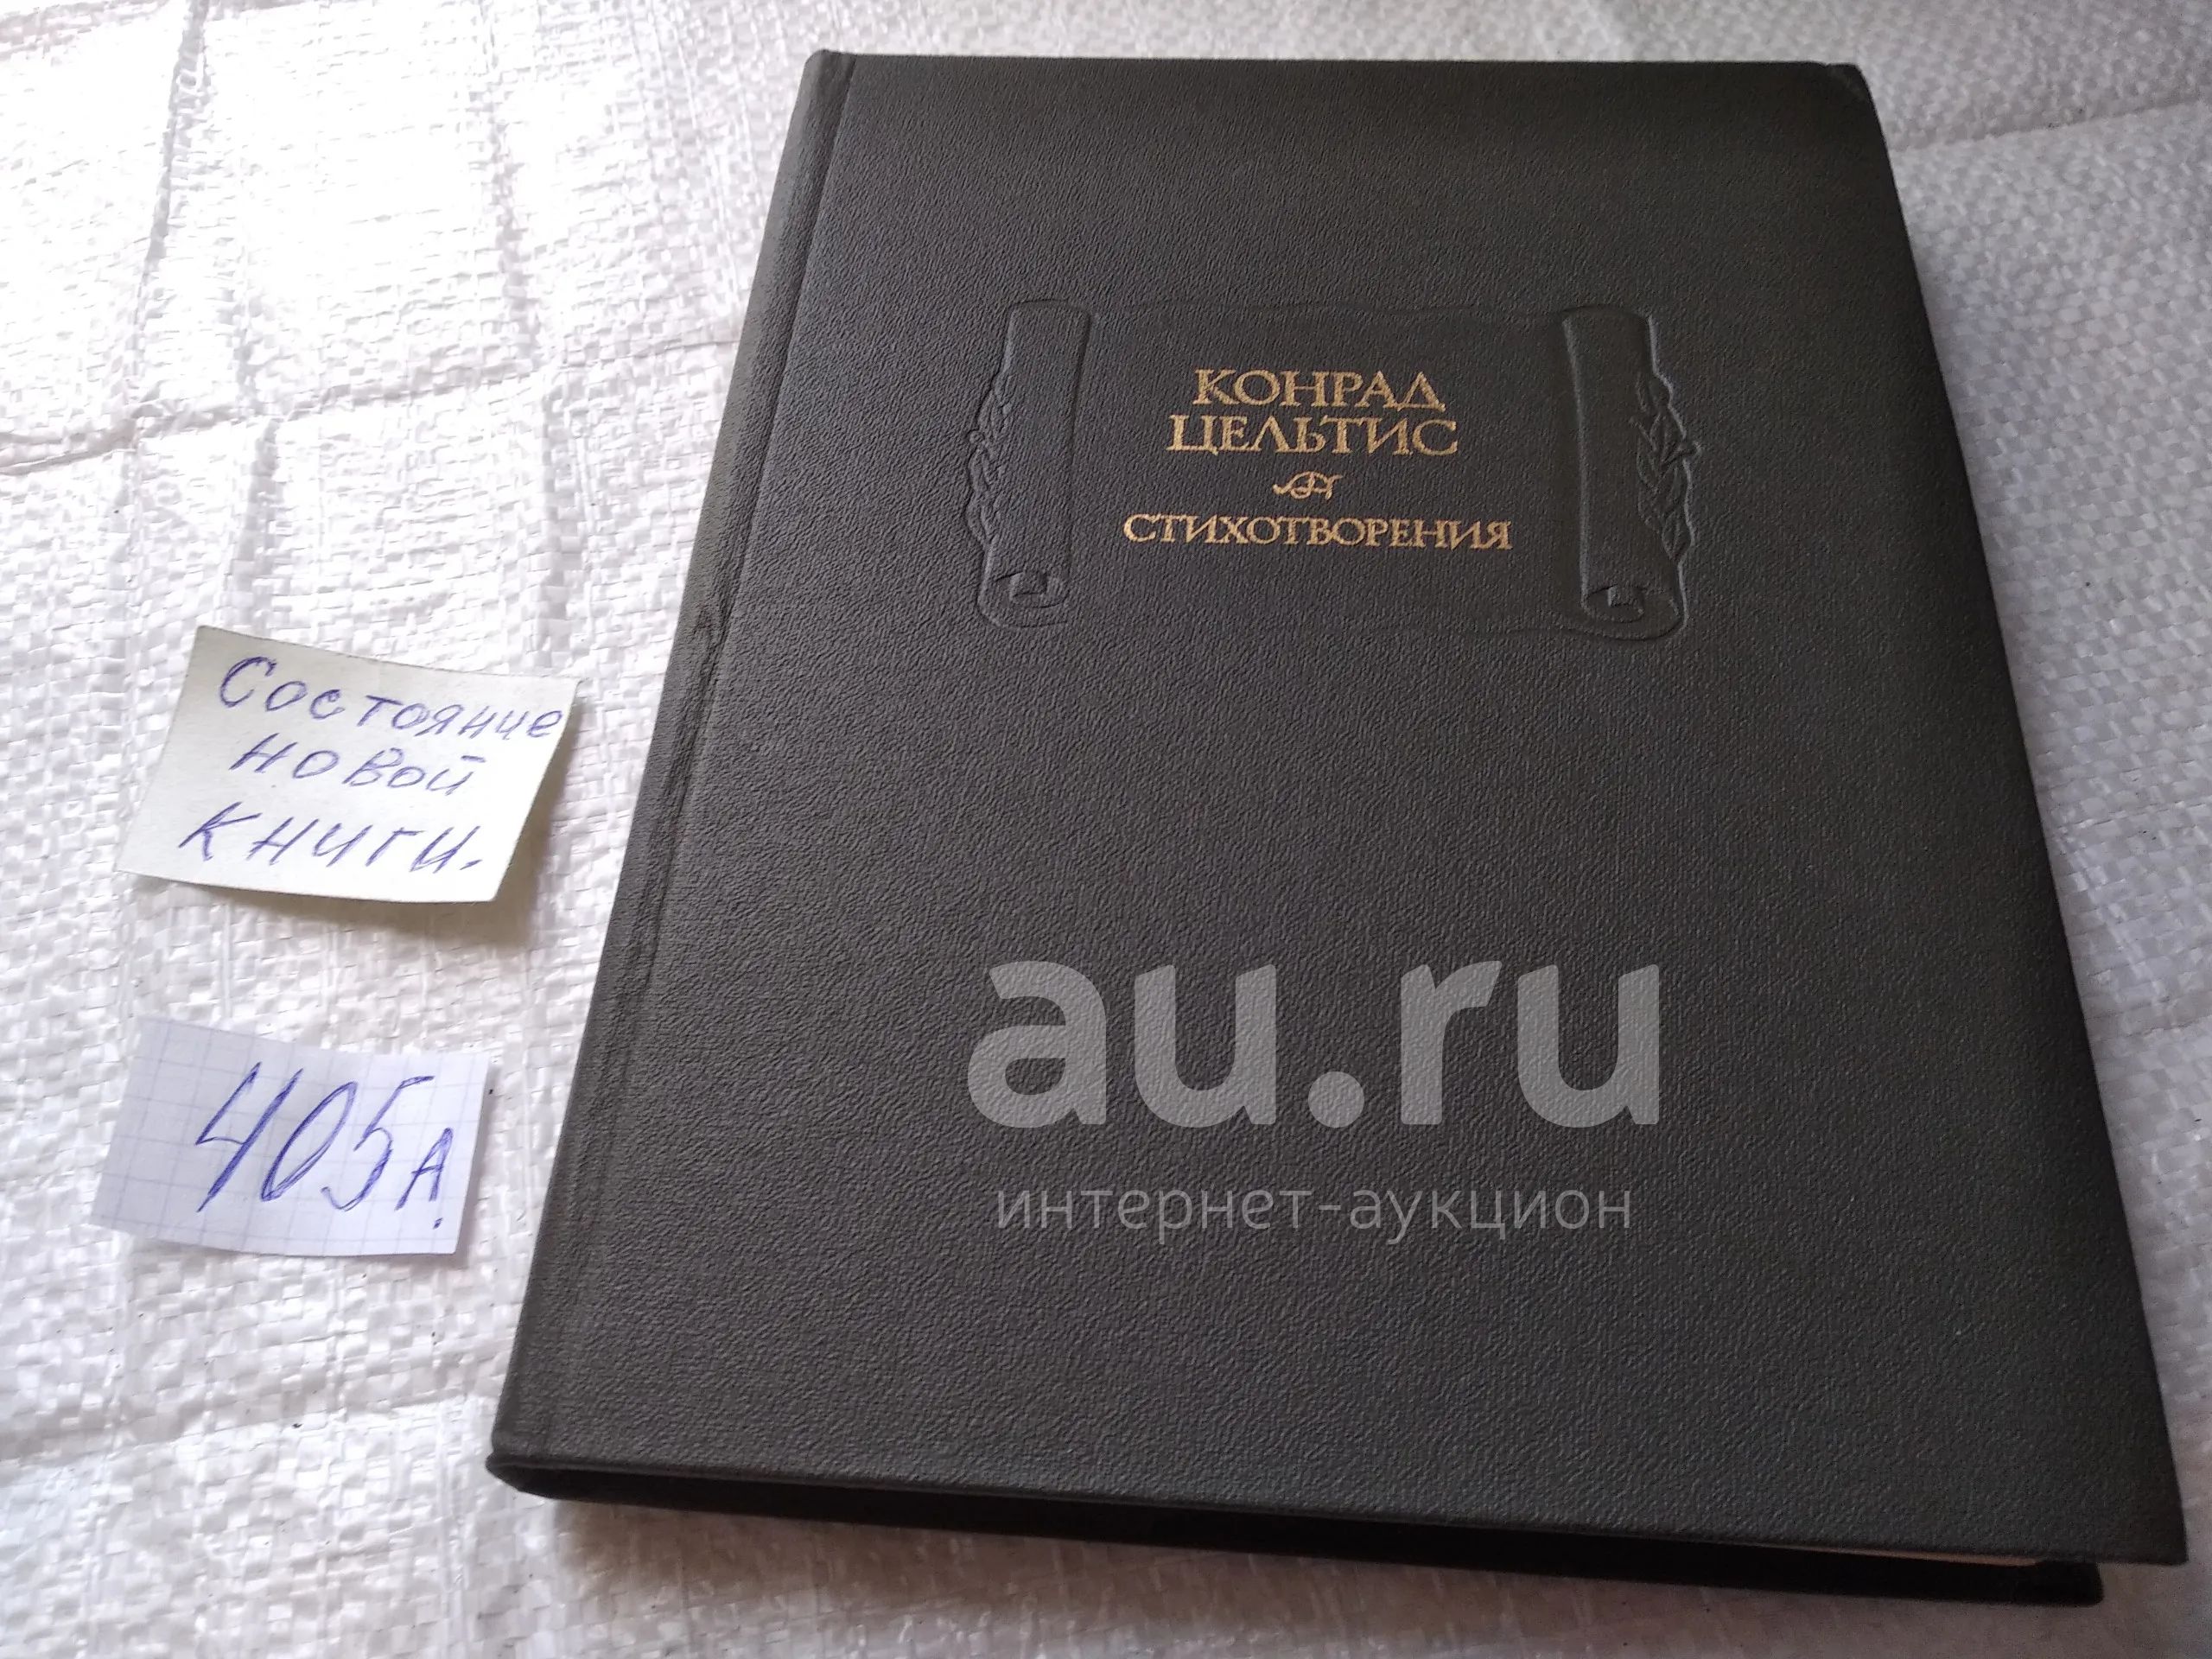 КОНРАД
ЦЕЛЬТИС
СТИХОТВОРЕНИЯ
Состояние
новой
книги.
405А.
au.ru
интернет-аукцион